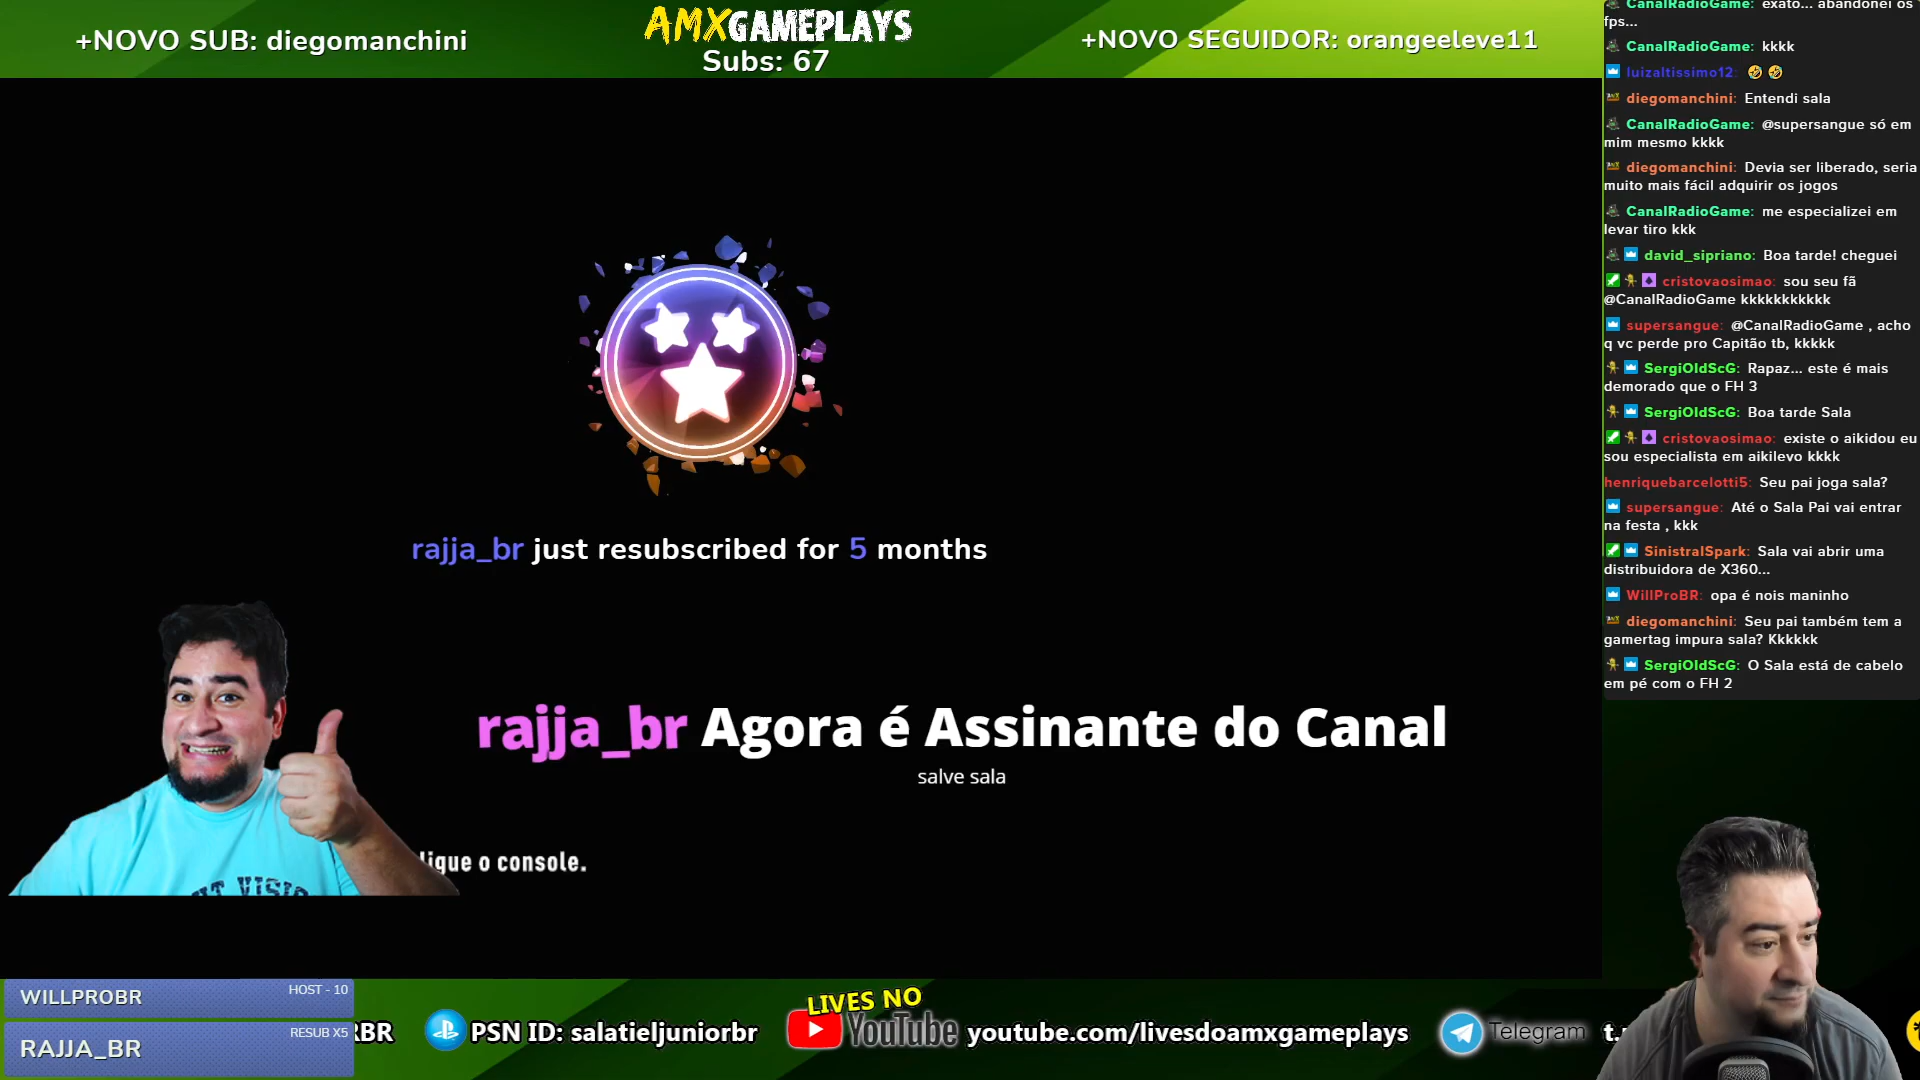 +NOVO SUB: diegomanchini
AMXGAMEPLAYS
Subs: 67
+NOVO SEGUIDOR: orangeeleve11
CanalRadioGame: exato... abandonei os
fps...
CanalRadioGame: kkkk
luizaltissimo12: 🤣 🤣
diegomanchini: Entendi sala
CanalRadioGame: @supersangue só em
mim mesmo kkkk
diegomanchini: Devia ser liberado, seria
muito mais fácil adquirir os jogos
CanalRadioGame: me especializei em
levar tiro kkk
david_sipriano: Boa tarde! cheguei
cristovaosimao: sou seu fã
@CanalRadioGame kkkkkkkkkkk
supersangue: @CanalRadioGame , acho
q vc perde pro Capitão tb, kkkkk
SergiOldScG: Rapaz... este é mais
demorado que o FH 3
SergiOldScG: Boa tarde Sala
cristovaosimao: existe o aikidou eu
sou especialista em aikilevo kkkk
henriquebarcelotti5: Seu pai joga sala?
supersangue: Até o Sala Pai vai entrar
na festa , kkk
SinistralSpark: Sala vai abrir uma
distribuidora de X360...
WillProBR: opa é nois maninho
diegomanchini: Seu pai também tem a
gamertag impura sala? Kkkkkk
SergiOldScG: O Sala está de cabelo
em pé com o FH 2
rajja_br just resubscribed for 5 months
rajja_br Agora é Assinante do Canal
salve sala
ligue o console.
WILLPROBR
HOST - 10
RAJJA_BR
RESUB X5
RBR
PSN ID: salatieljuniorbr
LIVES NO
YouTube
youtube.com/livesdoamxgameplays
Telegram